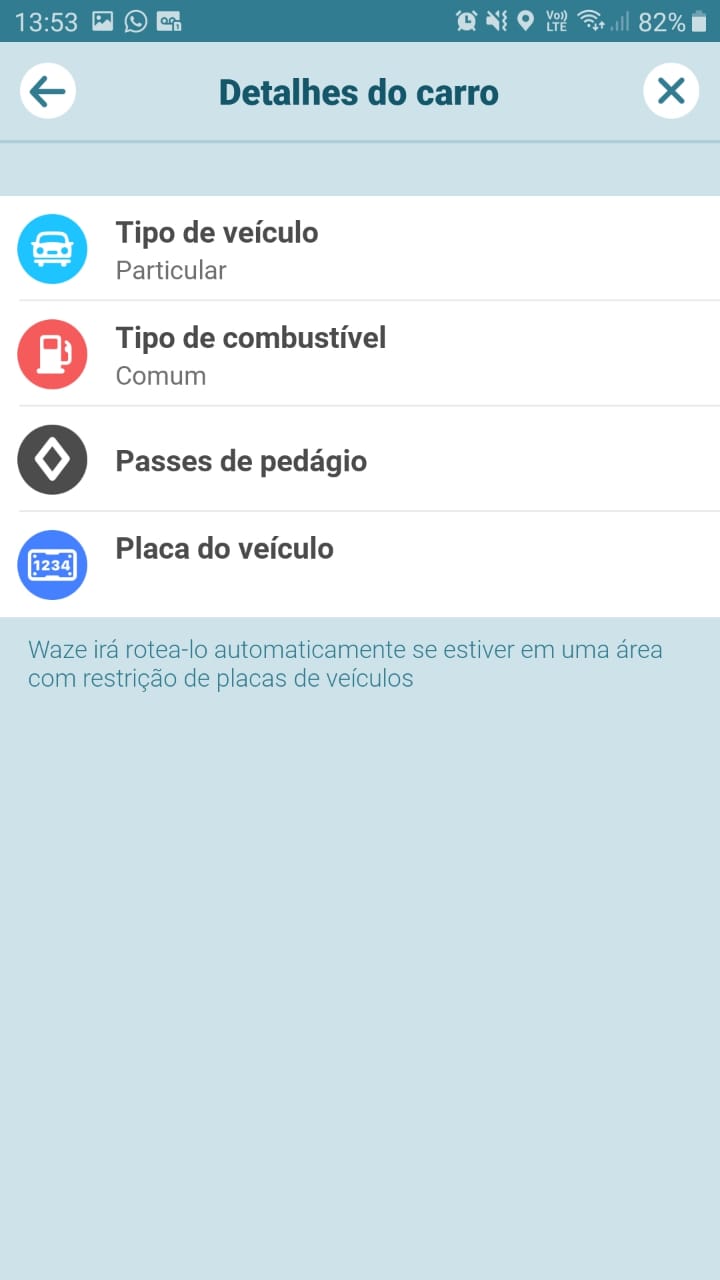 13:53
Vo))
LTE
82%
Detalhes do carro
Tipo de veículo
Particular
Tipo de combustível
Comum
Passes de pedágio
1234
Placa do veículo
Waze irá rotea-lo automaticamente se estiver em uma área
com restrição de placas de veículos